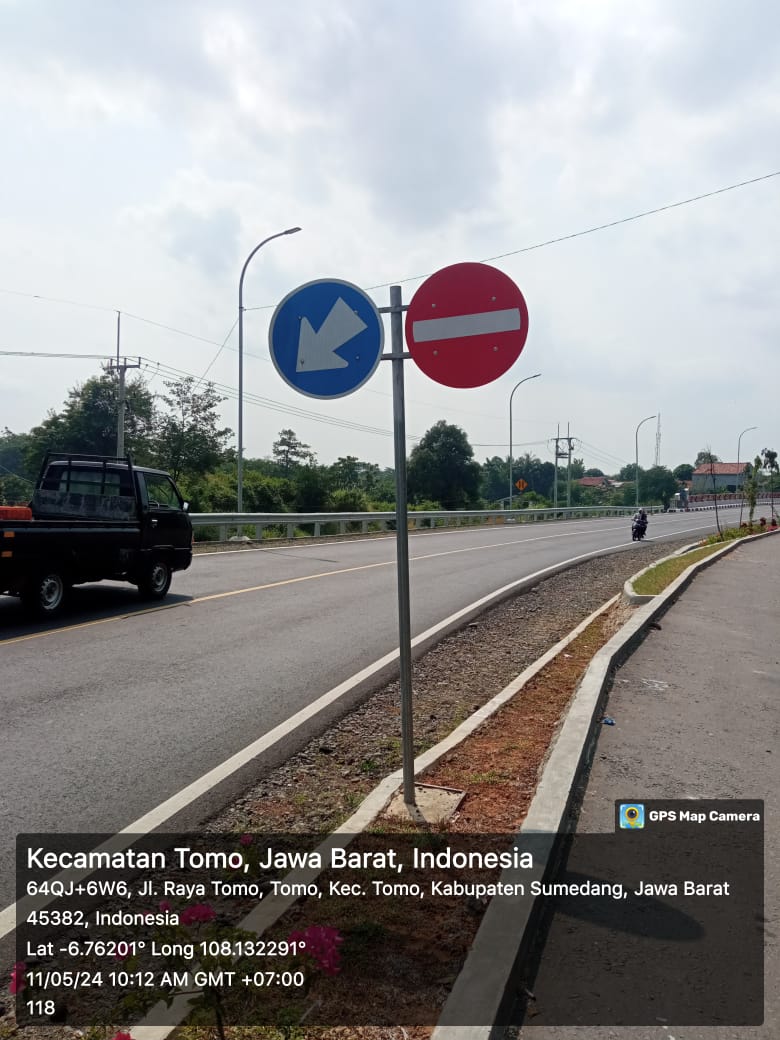 GPS Map Camera
Kecamatan Tomo, Jawa Barat, Indonesia
64QJ+6W6, Jl. Raya Tomo, Tomo, Kec. Tomo, Kabupaten Sumedang, Jawa Barat
45382, Indonesia
Lat -6.76201° Long 108.132291°
11/05/24 10:12 AM GMT +07:00
118